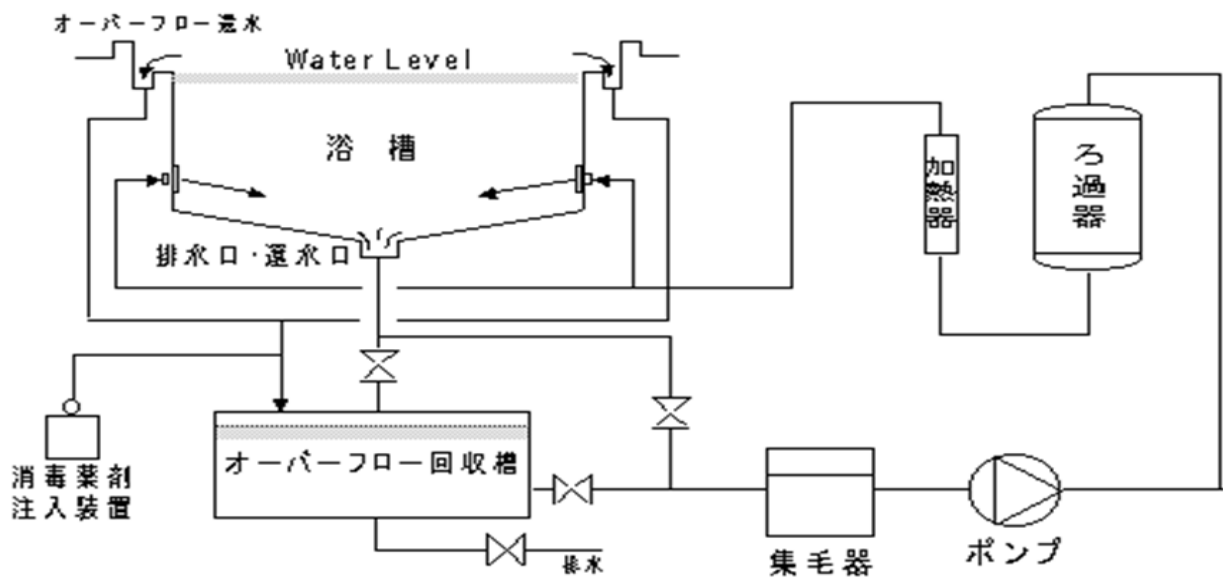 オーバーフロー還水
Water Level
浴槽
加熱器
ろ過器
排水口・還水口
消毒薬剤
注入装置
オーバーフロー回収槽
排水
集毛器
ポンプ